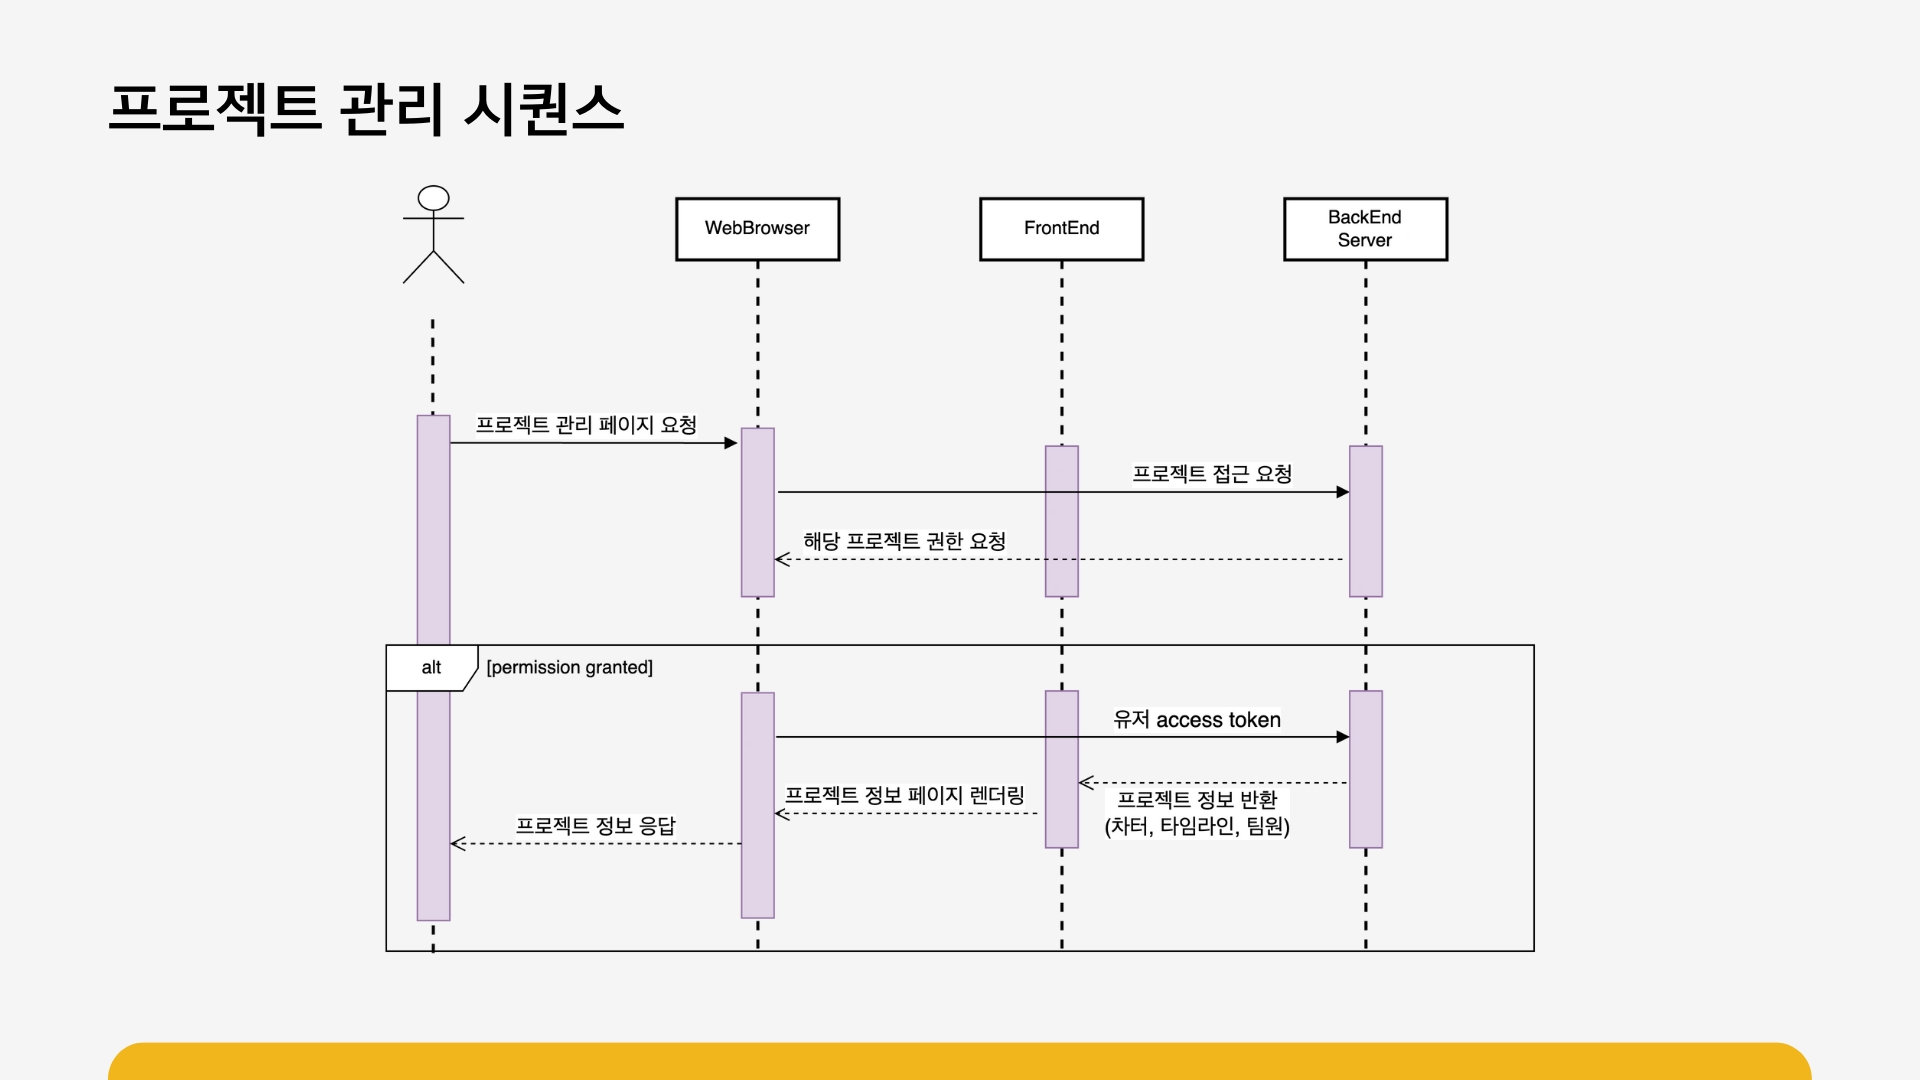 프로젝트 관리 시퀀스
WebBrowser
FrontEnd
BackEnd
Server
프로젝트 관리 페이지 요청
프로젝트 접근 요청
해당 프로젝트 권한 요청
alt
[permission granted]
유저 access token
프로젝트 정보 페이지 렌더링
프로젝트 정보 반환
(차터, 타임라인, 팀원)
프로젝트 정보 응답